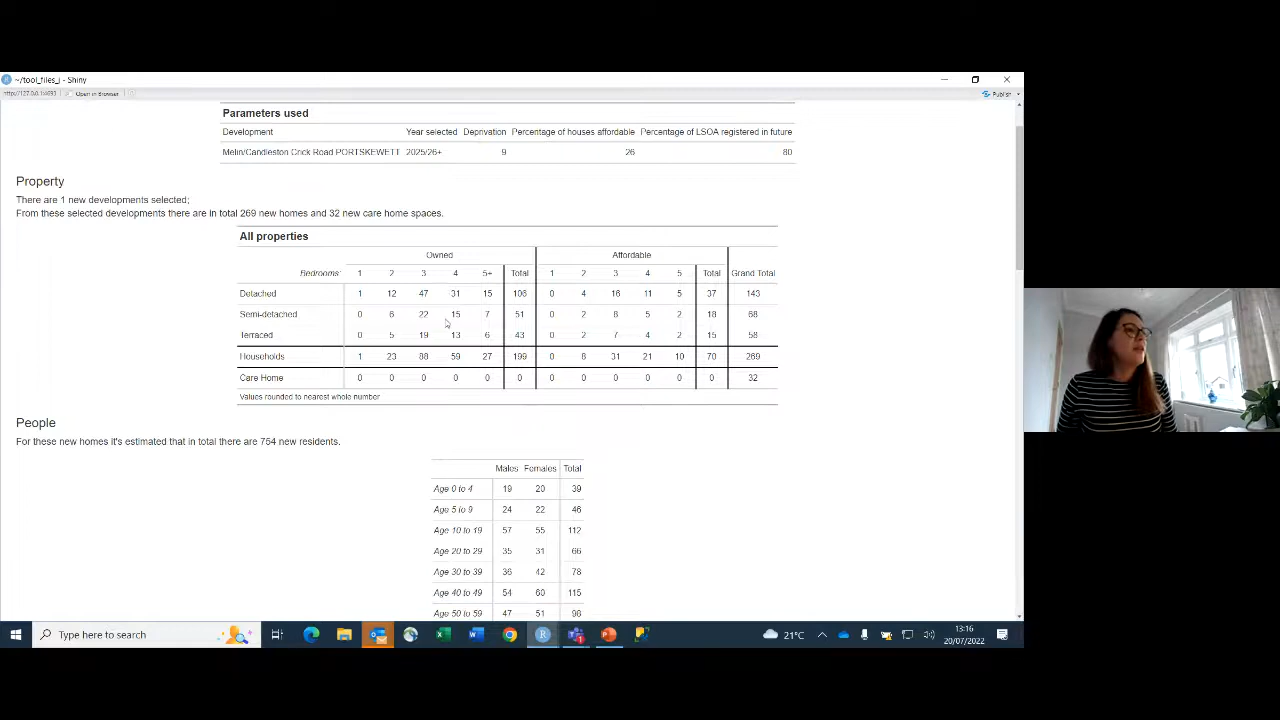 ~/tool_files_i - Shiny
Open in Browser
Publish
Parameters used
Development Year selected Deprivation Percentage of houses affordable Percentage of LSOA registered in future
Melin/Candleston Crick Road PORTSKEWETT 2025/26+ 9 26 80
Property
There are 1 new developments selected;
From these selected developments there are in total 269 new homes and 32 new care home spaces.
All properties
Owned Affordable
Bedrooms: 1 2 3 4 5+ Total 1 2 3 4 5 Total Grand Total
Detached 1 12 47 31 15 106 0 4 16 11 5 37 143
Semi-detached 0 6 22 15 7 51 0 2 8 5 2 18 68
Terraced 0 5 19 13 6 43 0 2 7 4 2 15 58
Households 1 23 88 59 27 199 0 8 31 21 10 70 269
Care Home 0 0 0 0 0 0 0 0 0 0 0 0 32
Values rounded to nearest whole number
People
For these new homes it's estimated that in total there are 754 new residents.
Males Females Total
Age 0 to 4 19 20 39
Age 5 to 9 24 22 46
Age 10 to 19 57 55 112
Age 20 to 29 35 31 66
Age 30 to 39 36 42 78
Age 40 to 49 54 60 115
Age 50 to 59 47 51 98
Type here to search
21°C
13:16
20/07/2022